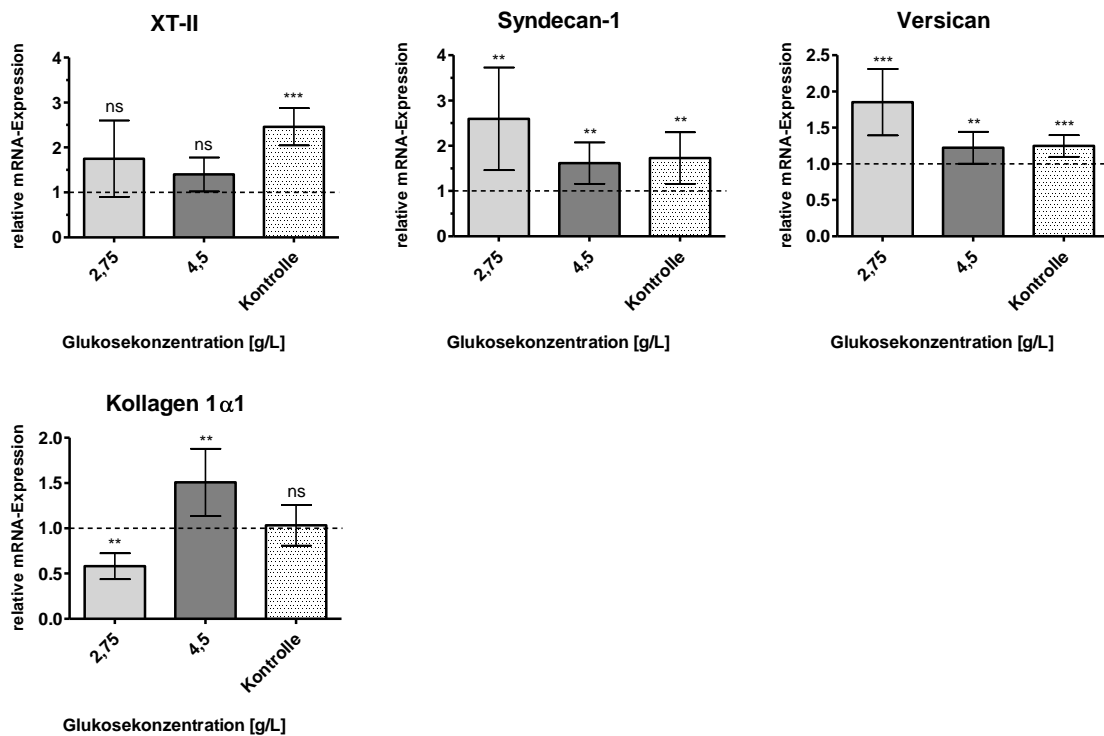 XT-II
relative mRNA-Expression
4
3
2
1
0
ns
ns
***
2,75
4,5
Kontrolle
Glukosekonzentration [g/L]
Syndecan-1
relative mRNA-Expression
4
3
2
1
0
**
**
**
2,75
4,5
Kontrolle
Glukosekonzentration [g/L]
Versican
relative mRNA-Expression
2.5
2.0
1.5
1.0
0.5
0.0
***
**
***
2,75
4,5
Kontrolle
Glukosekonzentration [g/L]
Kollagen 1α1
relative mRNA-Expression
2.0
1.5
1.0
0.5
0.0
**
**
ns
2,75
4,5
Kontrolle
Glukosekonzentration [g/L]